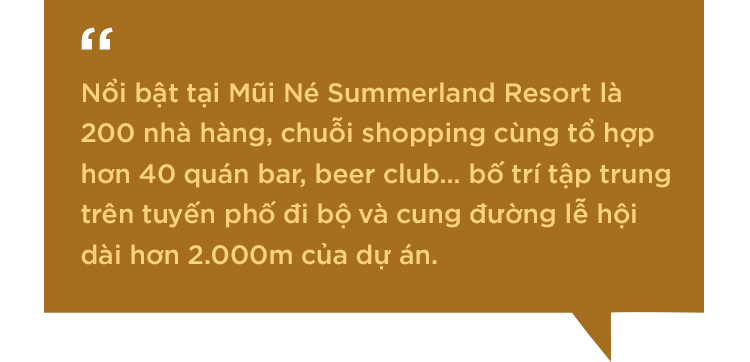 “
Nổi bật tại Mũi Né Summerland Resort là
200 nhà hàng, chuỗi shopping cùng tổ hợp
hơn 40 quán bar, beer club... bố trí tập trung
trên tuyến phố đi bộ và cung đường lễ hội
dài hơn 2.000m của dự án.